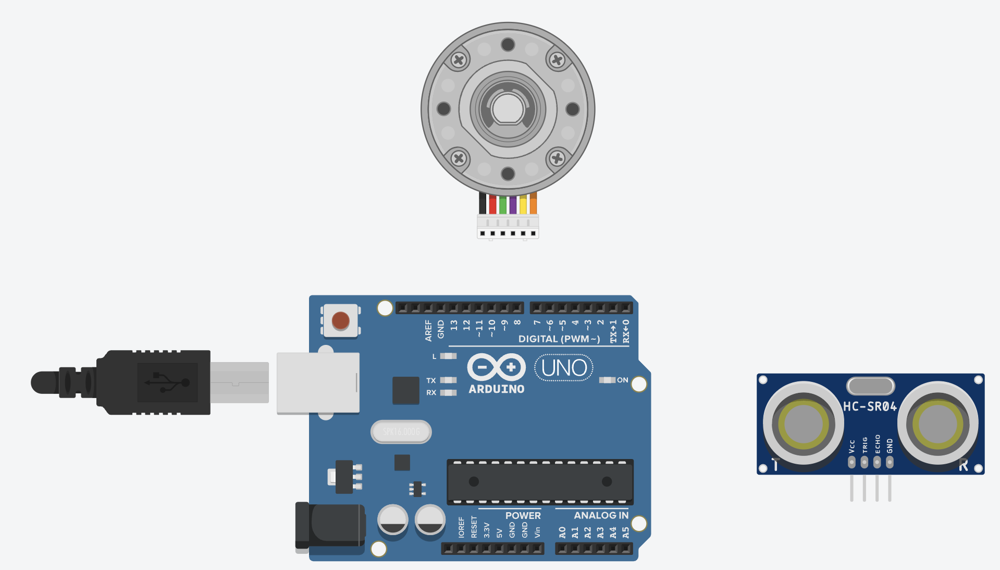 AREF
GND
13
12
~11
~10
~9
8
7
~6
~5
4
~3
2
TX→1
RX←0
DIGITAL (PWM~)
L
TX
RX
ARDUINO
UNO
ON
SPK16.000G
HC-SR04
Vcc
TRIG
ECHO
GND
T
R
POWER
ANALOG IN
IOREF
RESET
3.3V
5V
GND
GND
Vin
A0
A1
A2
A3
A4
A5